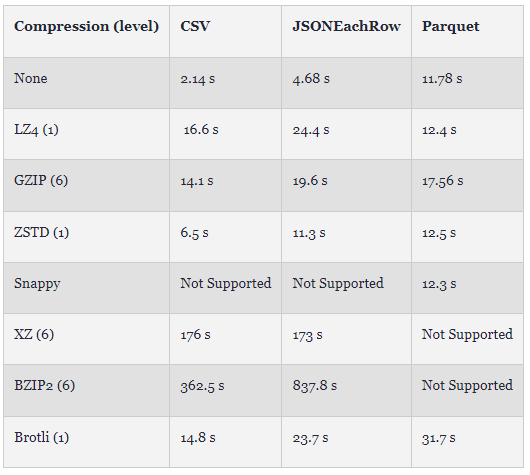 Compression (level) CSV JSONEachRow Parquet
None 2.14 s 4.68 s 11.78 s
LZ4 (1) 16.6 s 24.4 s 12.4 s
GZIP (6) 14.1 s 19.6 s 17.56 s
ZSTD (1) 6.5 s 11.3 s 12.5 s
Snappy Not Supported Not Supported 12.3 s
XZ (6) 176 s 173 s Not Supported
BZIP2 (6) 362.5 s 837.8 s Not Supported
Brotli (1) 14.8 s 23.7 s 31.7 s